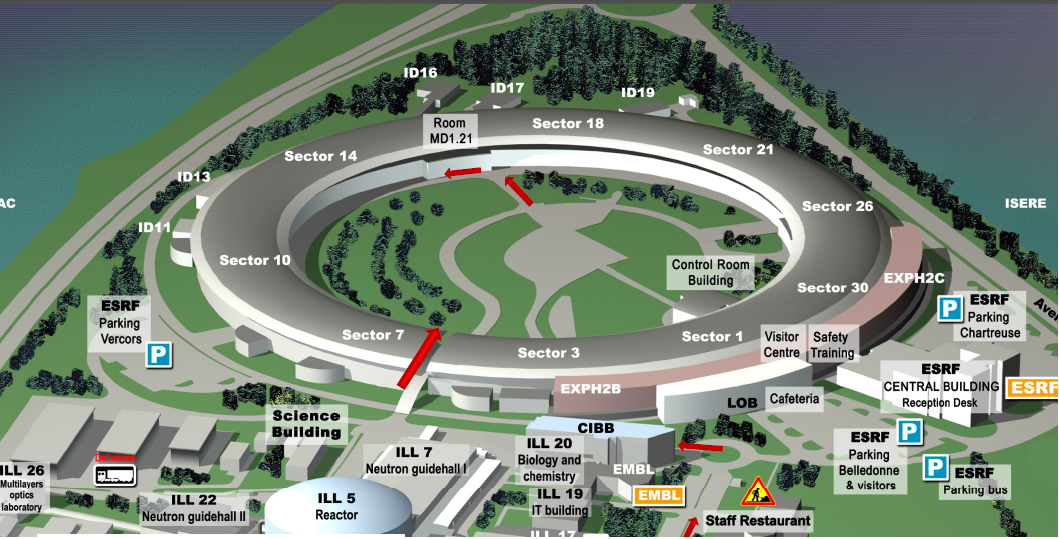 ID16
ID17
ID19
Room
MD1.21
Sector 18
Sector 14
Sector 21
ID13
AC
ISERE
Sector 26
ID11
Sector 10
Control Room
Building
EXPH2C
Sector 30
ESRF
Parking
Vercors
P
ESRF
Parking
Chartreuse
P
Sector 7
Sector 1
Sector 3
Visitor
Centre
Safety
Training
EXPH2B
ESRF
CENTRAL BUILDING
Reception Desk
ESRF
LOB
Cafeteria
Science
Building
CIBB
ESRF
Parking
Belledonne
& visitors
P
ILL 7
Neutron guidehall I
ILL 20
Biology and
chemistry
EMBL
P
ESRF
Parking bus
ILL 26
Multilayers
optics
laboratory
Deliveries
ILL 22
Neutron guidehall II
ILL 5
Reactor
ILL 19
IT building
EMBL
Staff Restaurant
ILL 17